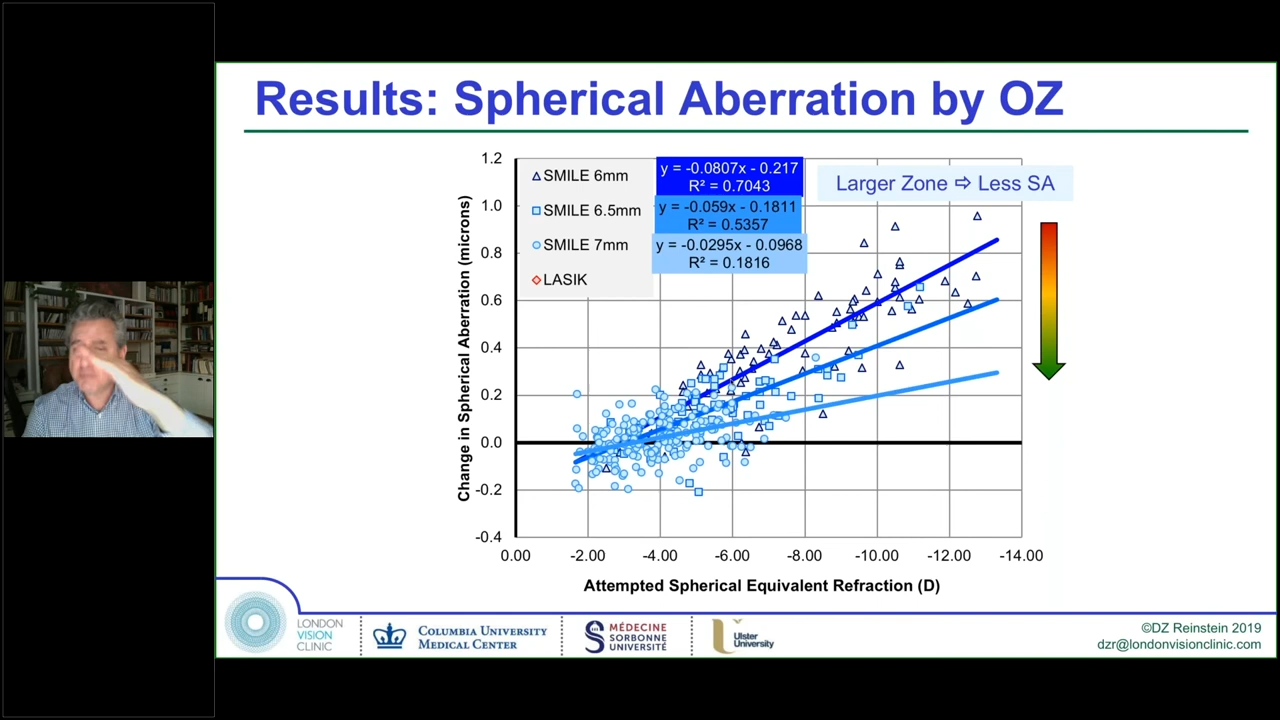 Results: Spherical Aberration by OZ
Larger Zone ⇨ Less SA
SMILE 6mm
y = -0.0807x - 0.217
R² = 0.7043
SMILE 6.5mm
y = -0.059x - 0.1811
R² = 0.5357
SMILE 7mm
y = -0.0295x - 0.0968
R² = 0.1816
LASIK
Change in Spherical Aberration (microns)
1.2
1.0
0.8
0.6
0.4
0.2
0.0
-0.2
-0.4
0.00 -2.00 -4.00 -6.00 -8.00 -10.00 -12.00 -14.00
Attempted Spherical Equivalent Refraction (D)
LONDON
VISION
CLINIC
COLUMBIA UNIVERSITY
MEDICAL CENTER
MÉDECINE
SORBONNE
UNIVERSITÉ
Ulster
University
©DZ Reinstein 2019
dzr@londonvisionclinic.com